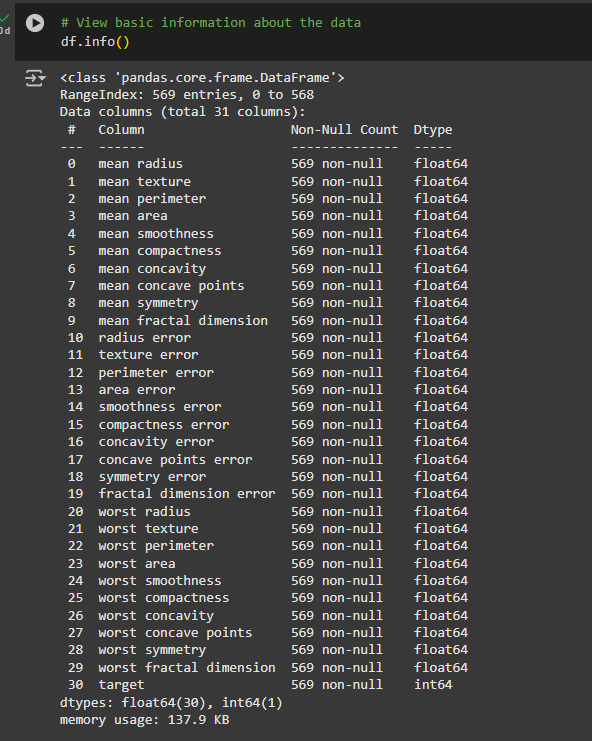 # View basic information about the data
df.info()
<class 'pandas.core.frame.DataFrame'>
RangeIndex: 569 entries, 0 to 568
Data columns (total 31 columns):
 #   Column                   Non-Null Count  Dtype
---  ------                   --------------  -----
 0   mean radius              569 non-null    float64
 1   mean texture             569 non-null    float64
 2   mean perimeter           569 non-null    float64
 3   mean area                569 non-null    float64
 4   mean smoothness          569 non-null    float64
 5   mean compactness         569 non-null    float64
 6   mean concavity           569 non-null    float64
 7   mean concave points      569 non-null    float64
 8   mean symmetry            569 non-null    float64
 9   mean fractal dimension   569 non-null    float64
 10  radius error             569 non-null    float64
 11  texture error            569 non-null    float64
 12  perimeter error          569 non-null    float64
 13  area error               569 non-null    float64
 14  smoothness error         569 non-null    float64
 15  compactness error        569 non-null    float64
 16  concavity error          569 non-null    float64
 17  concave points error     569 non-null    float64
 18  symmetry error           569 non-null    float64
 19  fractal dimension error  569 non-null    float64
 20  worst radius             569 non-null    float64
 21  worst texture            569 non-null    float64
 22  worst perimeter          569 non-null    float64
 23  worst area               569 non-null    float64
 24  worst smoothness         569 non-null    float64
 25  worst compactness        569 non-null    float64
 26  worst concavity          569 non-null    float64
 27  worst concave points     569 non-null    float64
 28  worst symmetry           569 non-null    float64
 29  worst fractal dimension  569 non-null    float64
 30  target                   569 non-null    int64
dtypes: float64(30), int64(1)
memory usage: 137.9 KB